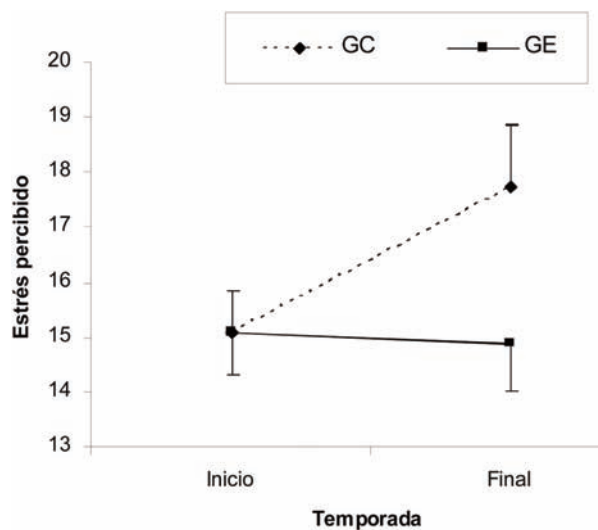 GC GE
20
19
18
17
16
15
14
13
Estrés percibido
Inicio Final
Temporada